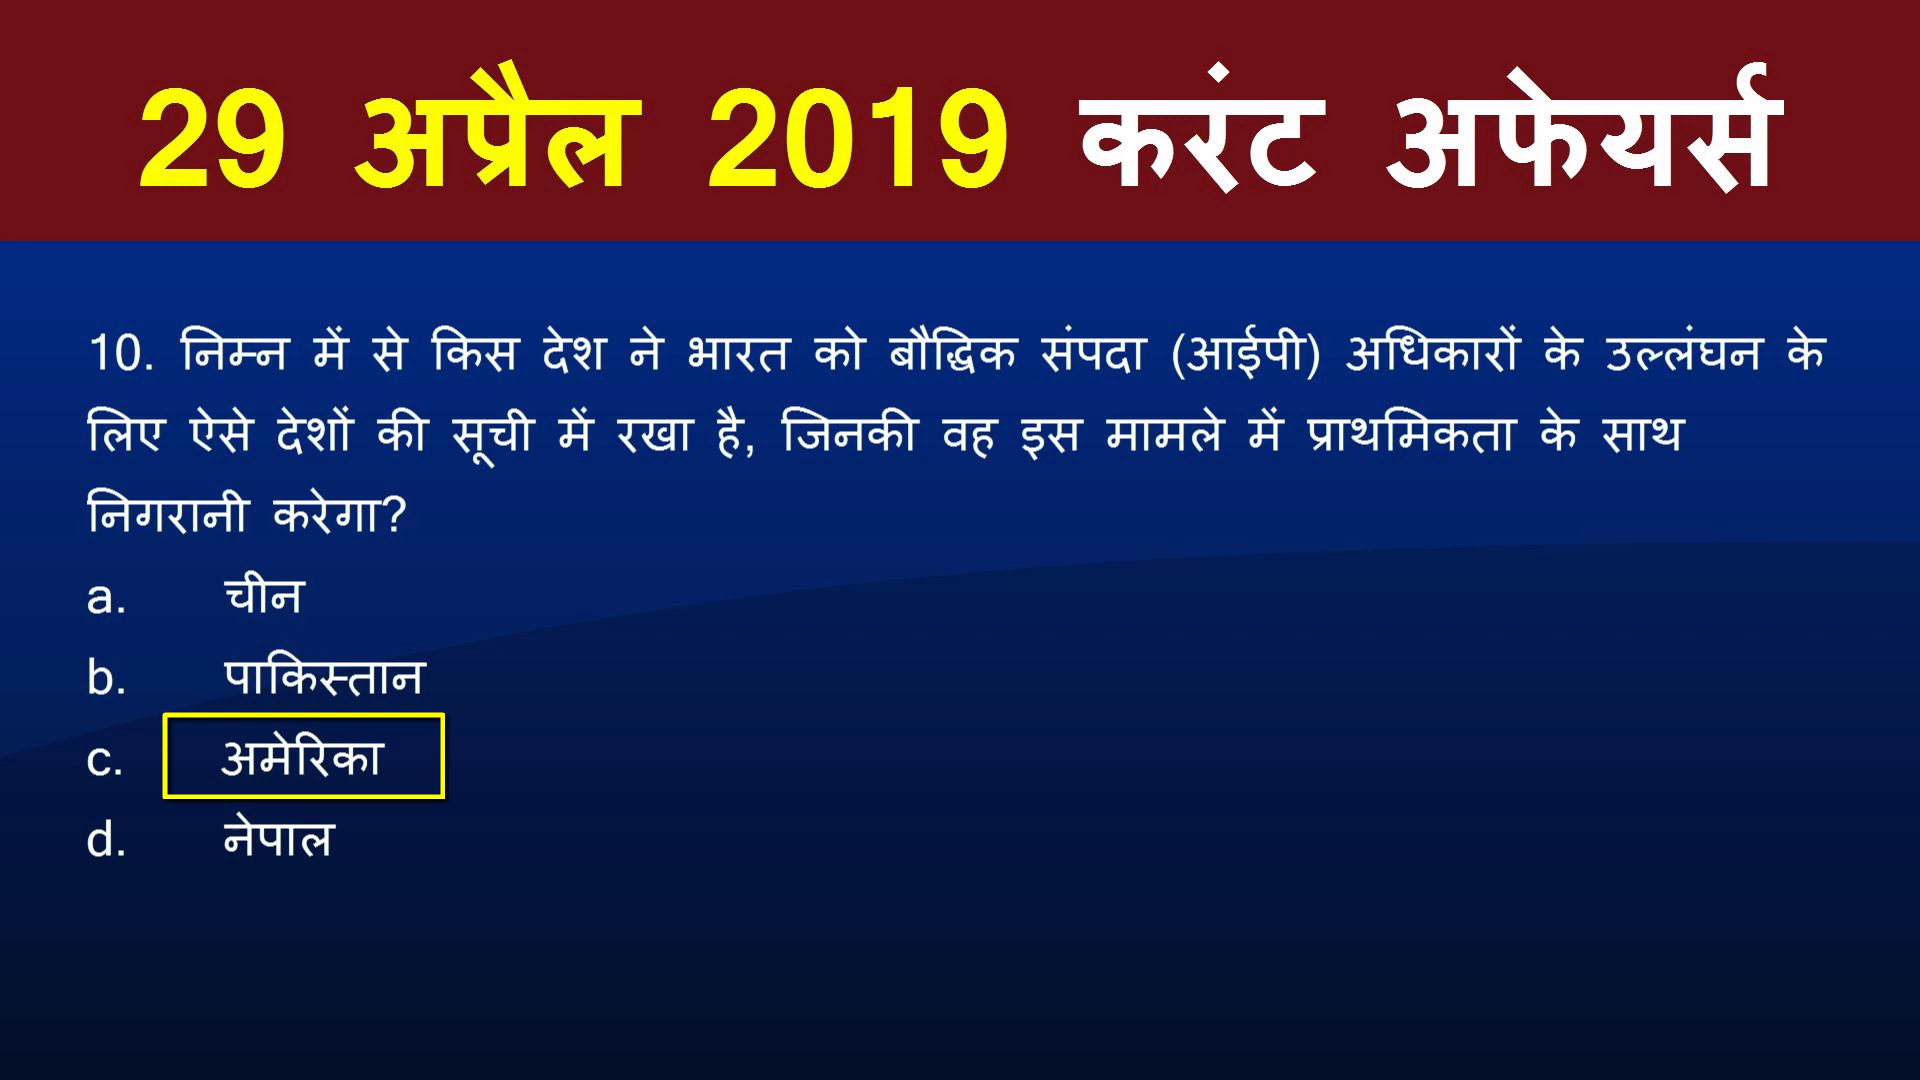 29 अप्रैल 2019 करंट अफेयर्स
10. निम्न में से किस देश ने भारत को बौद्धिक संपदा (आईपी) अधिकारों के उल्लंघन के
लिए ऐसे देशों की सूची में रखा है, जिनकी वह इस मामले में प्राथमिकता के साथ
निगरानी करेगा?
a. चीन
b. पाकिस्तान
c. अमेरिका
d. नेपाल